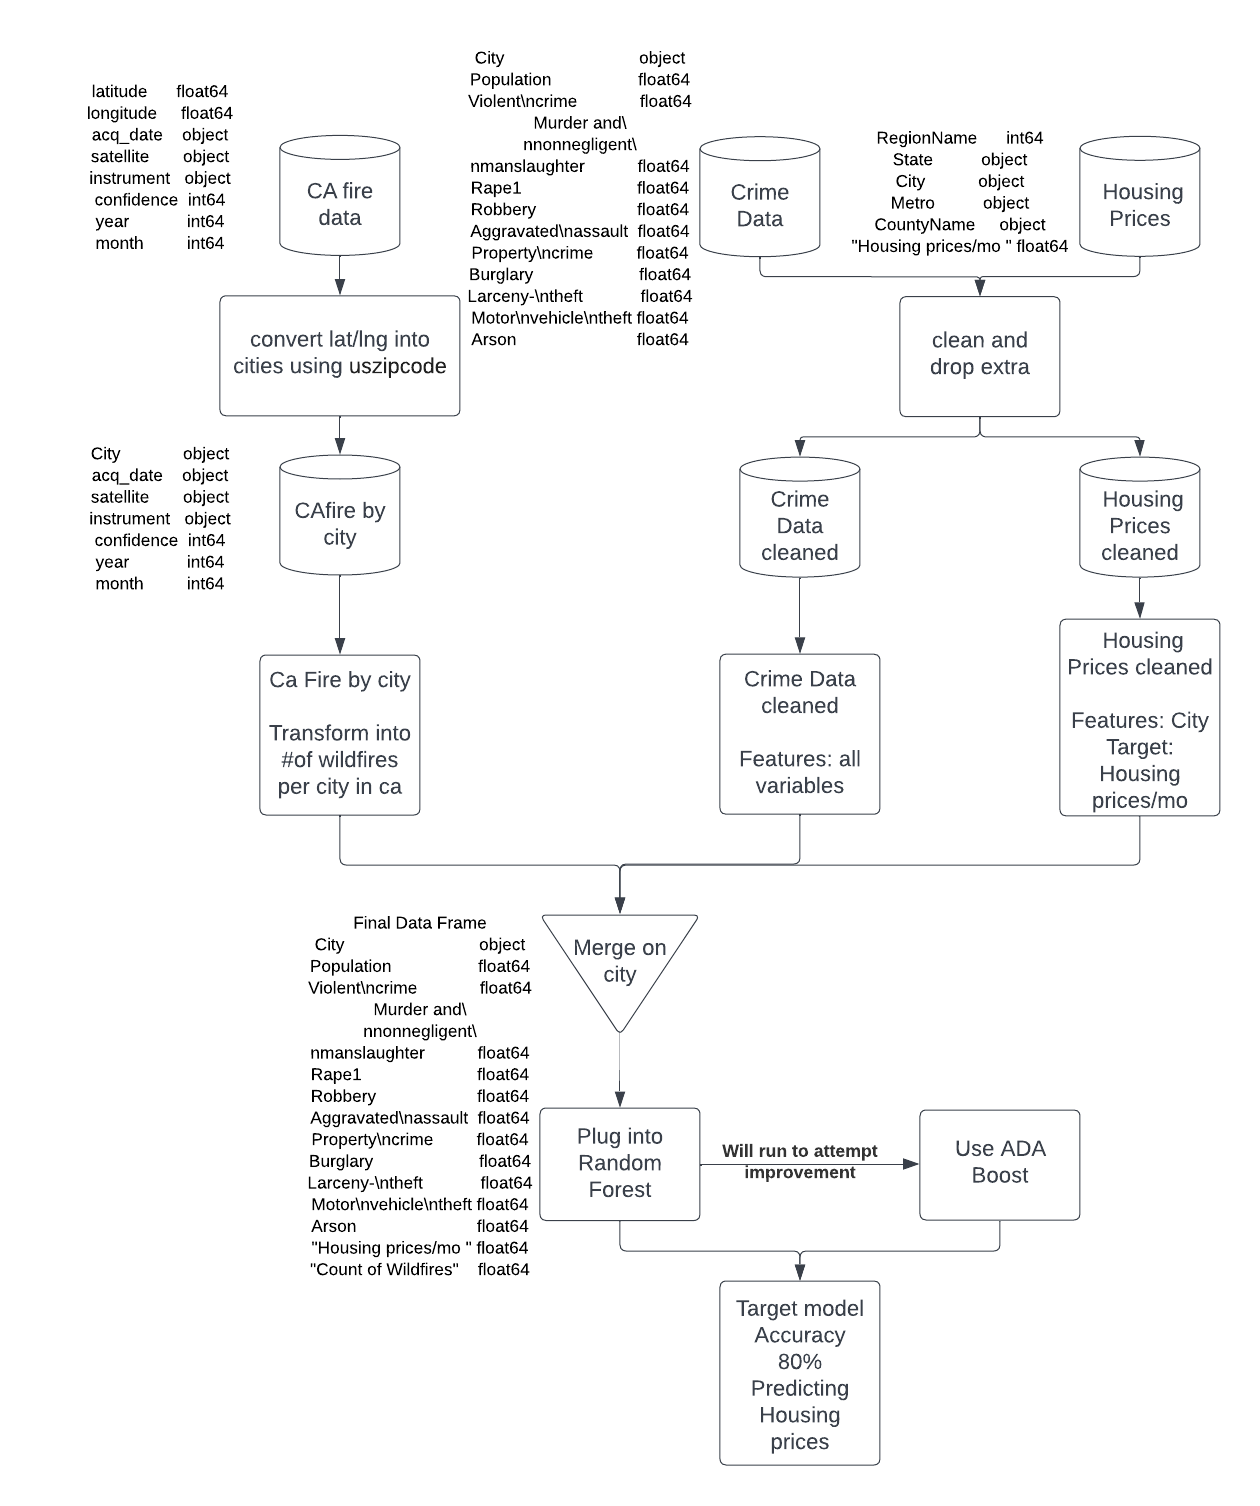 latitude float64
longitude float64
acq_date object
satellite object
instrument object
confidence int64
year int64
month int64
CA fire
data
City object
Population float64
Violent\ncrime float64
Murder and\
nnonnegligent\
nmanslaughter float64
Rape1 float64
Robbery float64
Aggravated\nassault float64
Property\ncrime float64
Burglary float64
Larceny-\ntheft float64
Motor\nvehicle\ntheft float64
Arson float64
Crime
Data
RegionName int64
State object
City object
Metro object
CountyName object
"Housing prices/mo " float64
Housing
Prices
convert lat/lng into
cities using uszipcode
clean and
drop extra
City object
acq_date object
satellite object
instrument object
confidence int64
year int64
month int64
CAfire by
city
Crime
Data
cleaned
Housing
Prices
cleaned
Ca Fire by city
Transform into
#of wildfires
per city in ca
Crime Data
cleaned
Features: all
variables
Housing
Prices cleaned
Features: City
Target:
Housing
prices/mo
Merge on
city
Final Data Frame
City object
Population float64
Violent\ncrime float64
Murder and\
nnonnegligent\
nmanslaughter float64
Rape1 float64
Robbery float64
Aggravated\nassault float64
Property\ncrime float64
Burglary float64
Larceny-\ntheft float64
Motor\nvehicle\ntheft float64
Arson float64
"Housing prices/mo " float64
"Count of Wildfires" float64
Plug into
Random
Forest
Will run to attempt
improvement
Use ADA
Boost
Target model
Accuracy
80%
Predicting
Housing
prices